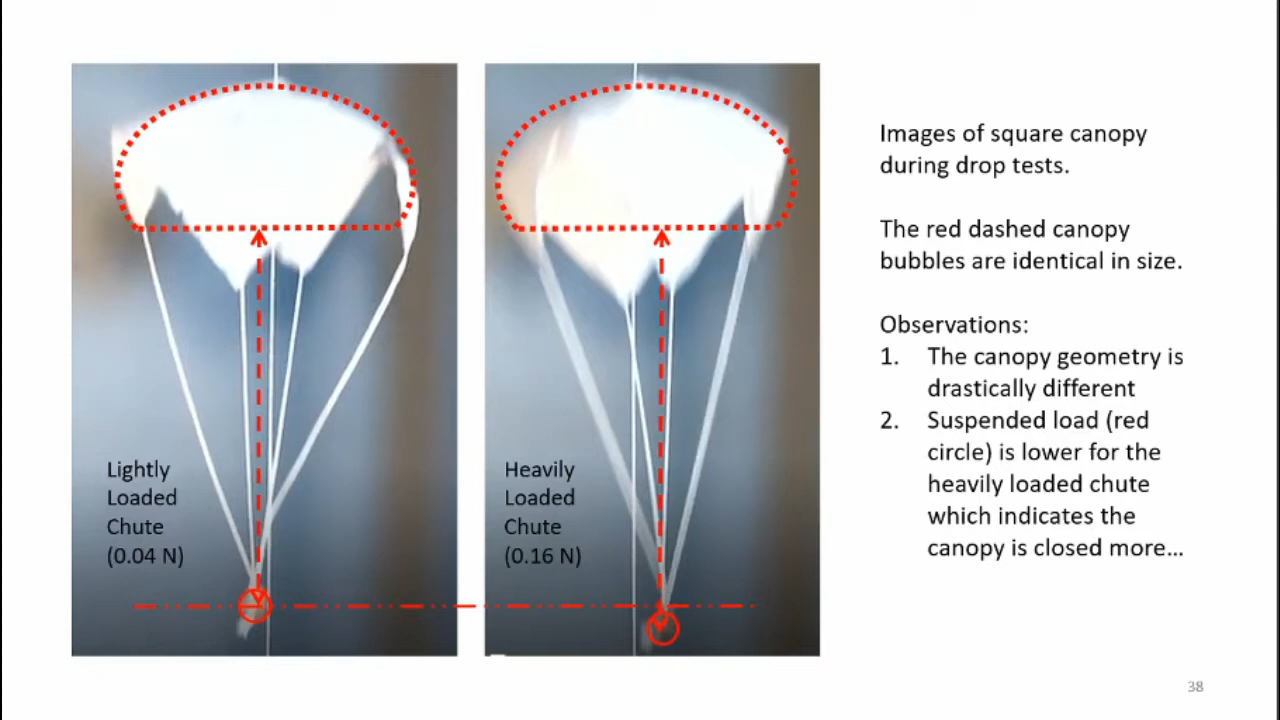 Images of square canopy
during drop tests.
The red dashed canopy
bubbles are identical in size.
Observations:
1. The canopy geometry is
drastically different
2. Suspended load (red
circle) is lower for the
heavily loaded chute
which indicates the
canopy is closed more...
Lightly
Loaded
Chute
(0.04 N)
Heavily
Loaded
Chute
(0.16 N)
38